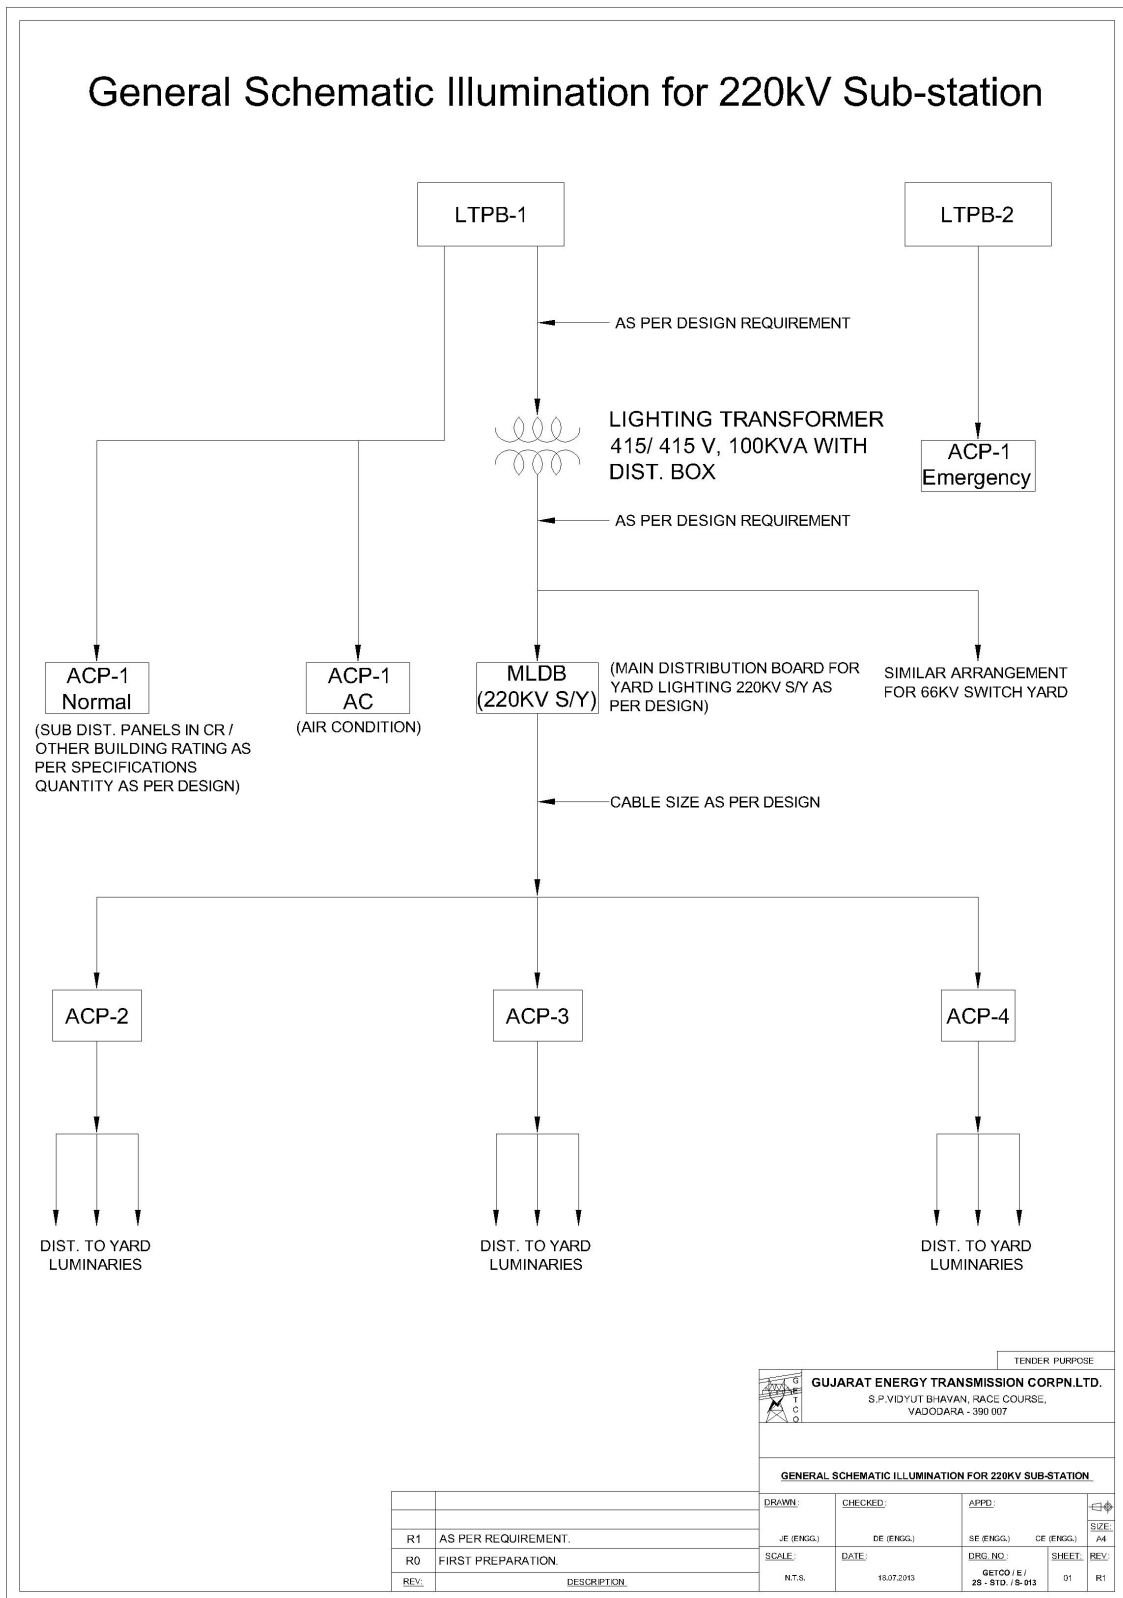 General Schematic Illumination for 220kV Sub-station
LTPB-1
LTPB-2
AS PER DESIGN REQUIREMENT
LIGHTING TRANSFORMER
415/ 415 V, 100KVA WITH
DIST. BOX
ACP-1
Emergency
AS PER DESIGN REQUIREMENT
ACP-1
Normal
(SUB DIST. PANELS IN CR /
OTHER BUILDING RATING AS
PER SPECIFICATIONS
QUANTITY AS PER DESIGN)
ACP-1
AC
(AIR CONDITION)
MLDB
(220KV S/Y)
(MAIN DISTRIBUTION BOARD FOR
YARD LIGHTING 220KV S/Y AS
PER DESIGN)
SIMILAR ARRANGEMENT
FOR 66KV SWITCH YARD
CABLE SIZE AS PER DESIGN
ACP-2
ACP-3
ACP-4
DIST. TO YARD
LUMINARIES
DIST. TO YARD
LUMINARIES
DIST. TO YARD
LUMINARIES
TENDER PURPOSE
GETCO
GUJARAT ENERGY TRANSMISSION CORPN.LTD.
S.P.VIDYUT BHAVAN, RACE COURSE,
VADODARA - 390 007
GENERAL SCHEMATIC ILLUMINATION FOR 220KV SUB-STATION
DRAWN:
JE (ENGG.)
CHECKED:
DE (ENGG.)
APPD:
SE (ENGG.) CE (ENGG.)
SIZE:
A4
SCALE:
N.T.S.
DATE:
18.07.2013
DRG. NO:
GETCO / E /
2S - STD. / S- 013
SHEET:
01
REV:
R1
R1 AS PER REQUIREMENT.
R0 FIRST PREPARATION.
REV: DESCRIPTION